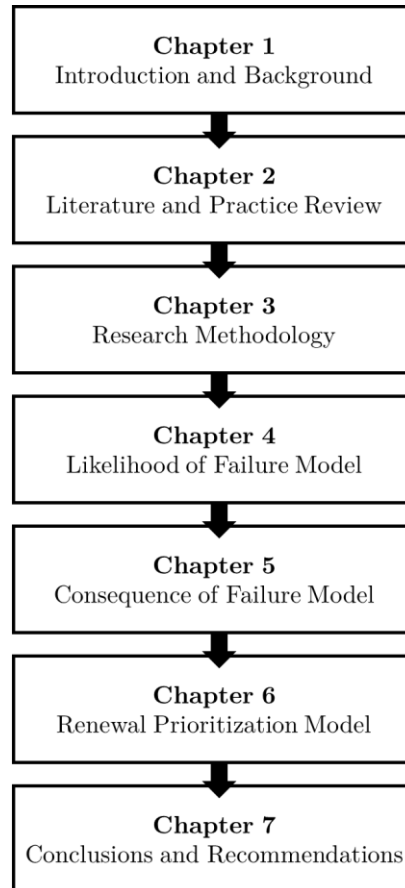 Chapter 1
Introduction and Background
Chapter 2
Literature and Practice Review
Chapter 3
Research Methodology
Chapter 4
Likelihood of Failure Model
Chapter 5
Consequence of Failure Model
Chapter 6
Renewal Prioritization Model
Chapter 7
Conclusions and Recommendations